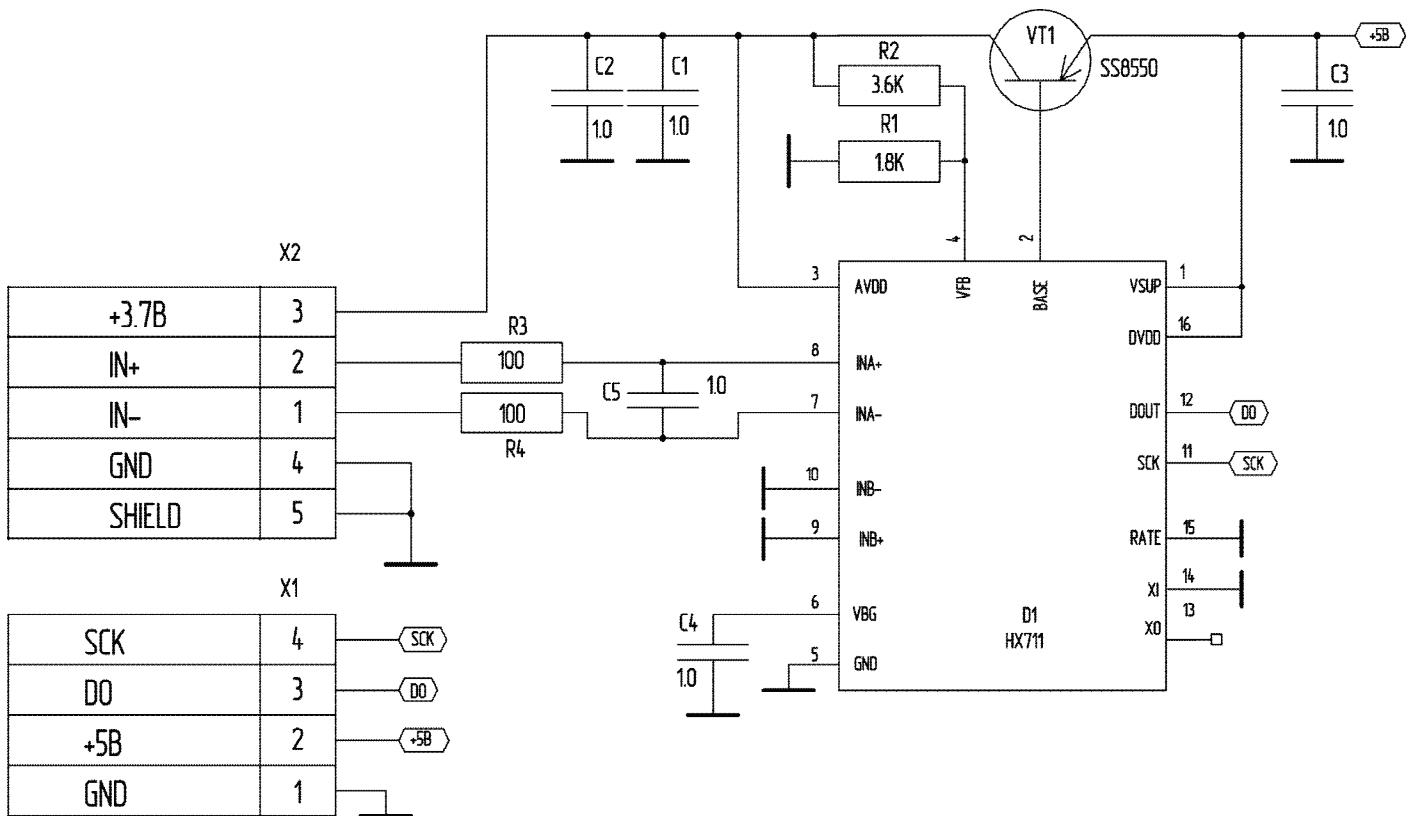 VT1
+5В
SS8550
C2
C1
R2
3.6K
C3
1.0
1.0
R1
1.8K
1.0
X2
4
2
+3.7В
3
IN+
2
IN-
1
GND
4
SHIELD
5
R3
100
100
R4
C5
1.0
3
AVDD
VFB
BASE
VSUP
1
DVDD
16
8
INA+
7
INA-
DOUT
12
DO
SCK
11
SCK
10
INB-
9
INB+
RATE
15
XI
14
XO
13
6
VBG
5
GND
D1
HX711
C4
1.0
X1
SCK
4
SCK
DO
3
DO
+5В
2
+5В
GND
1